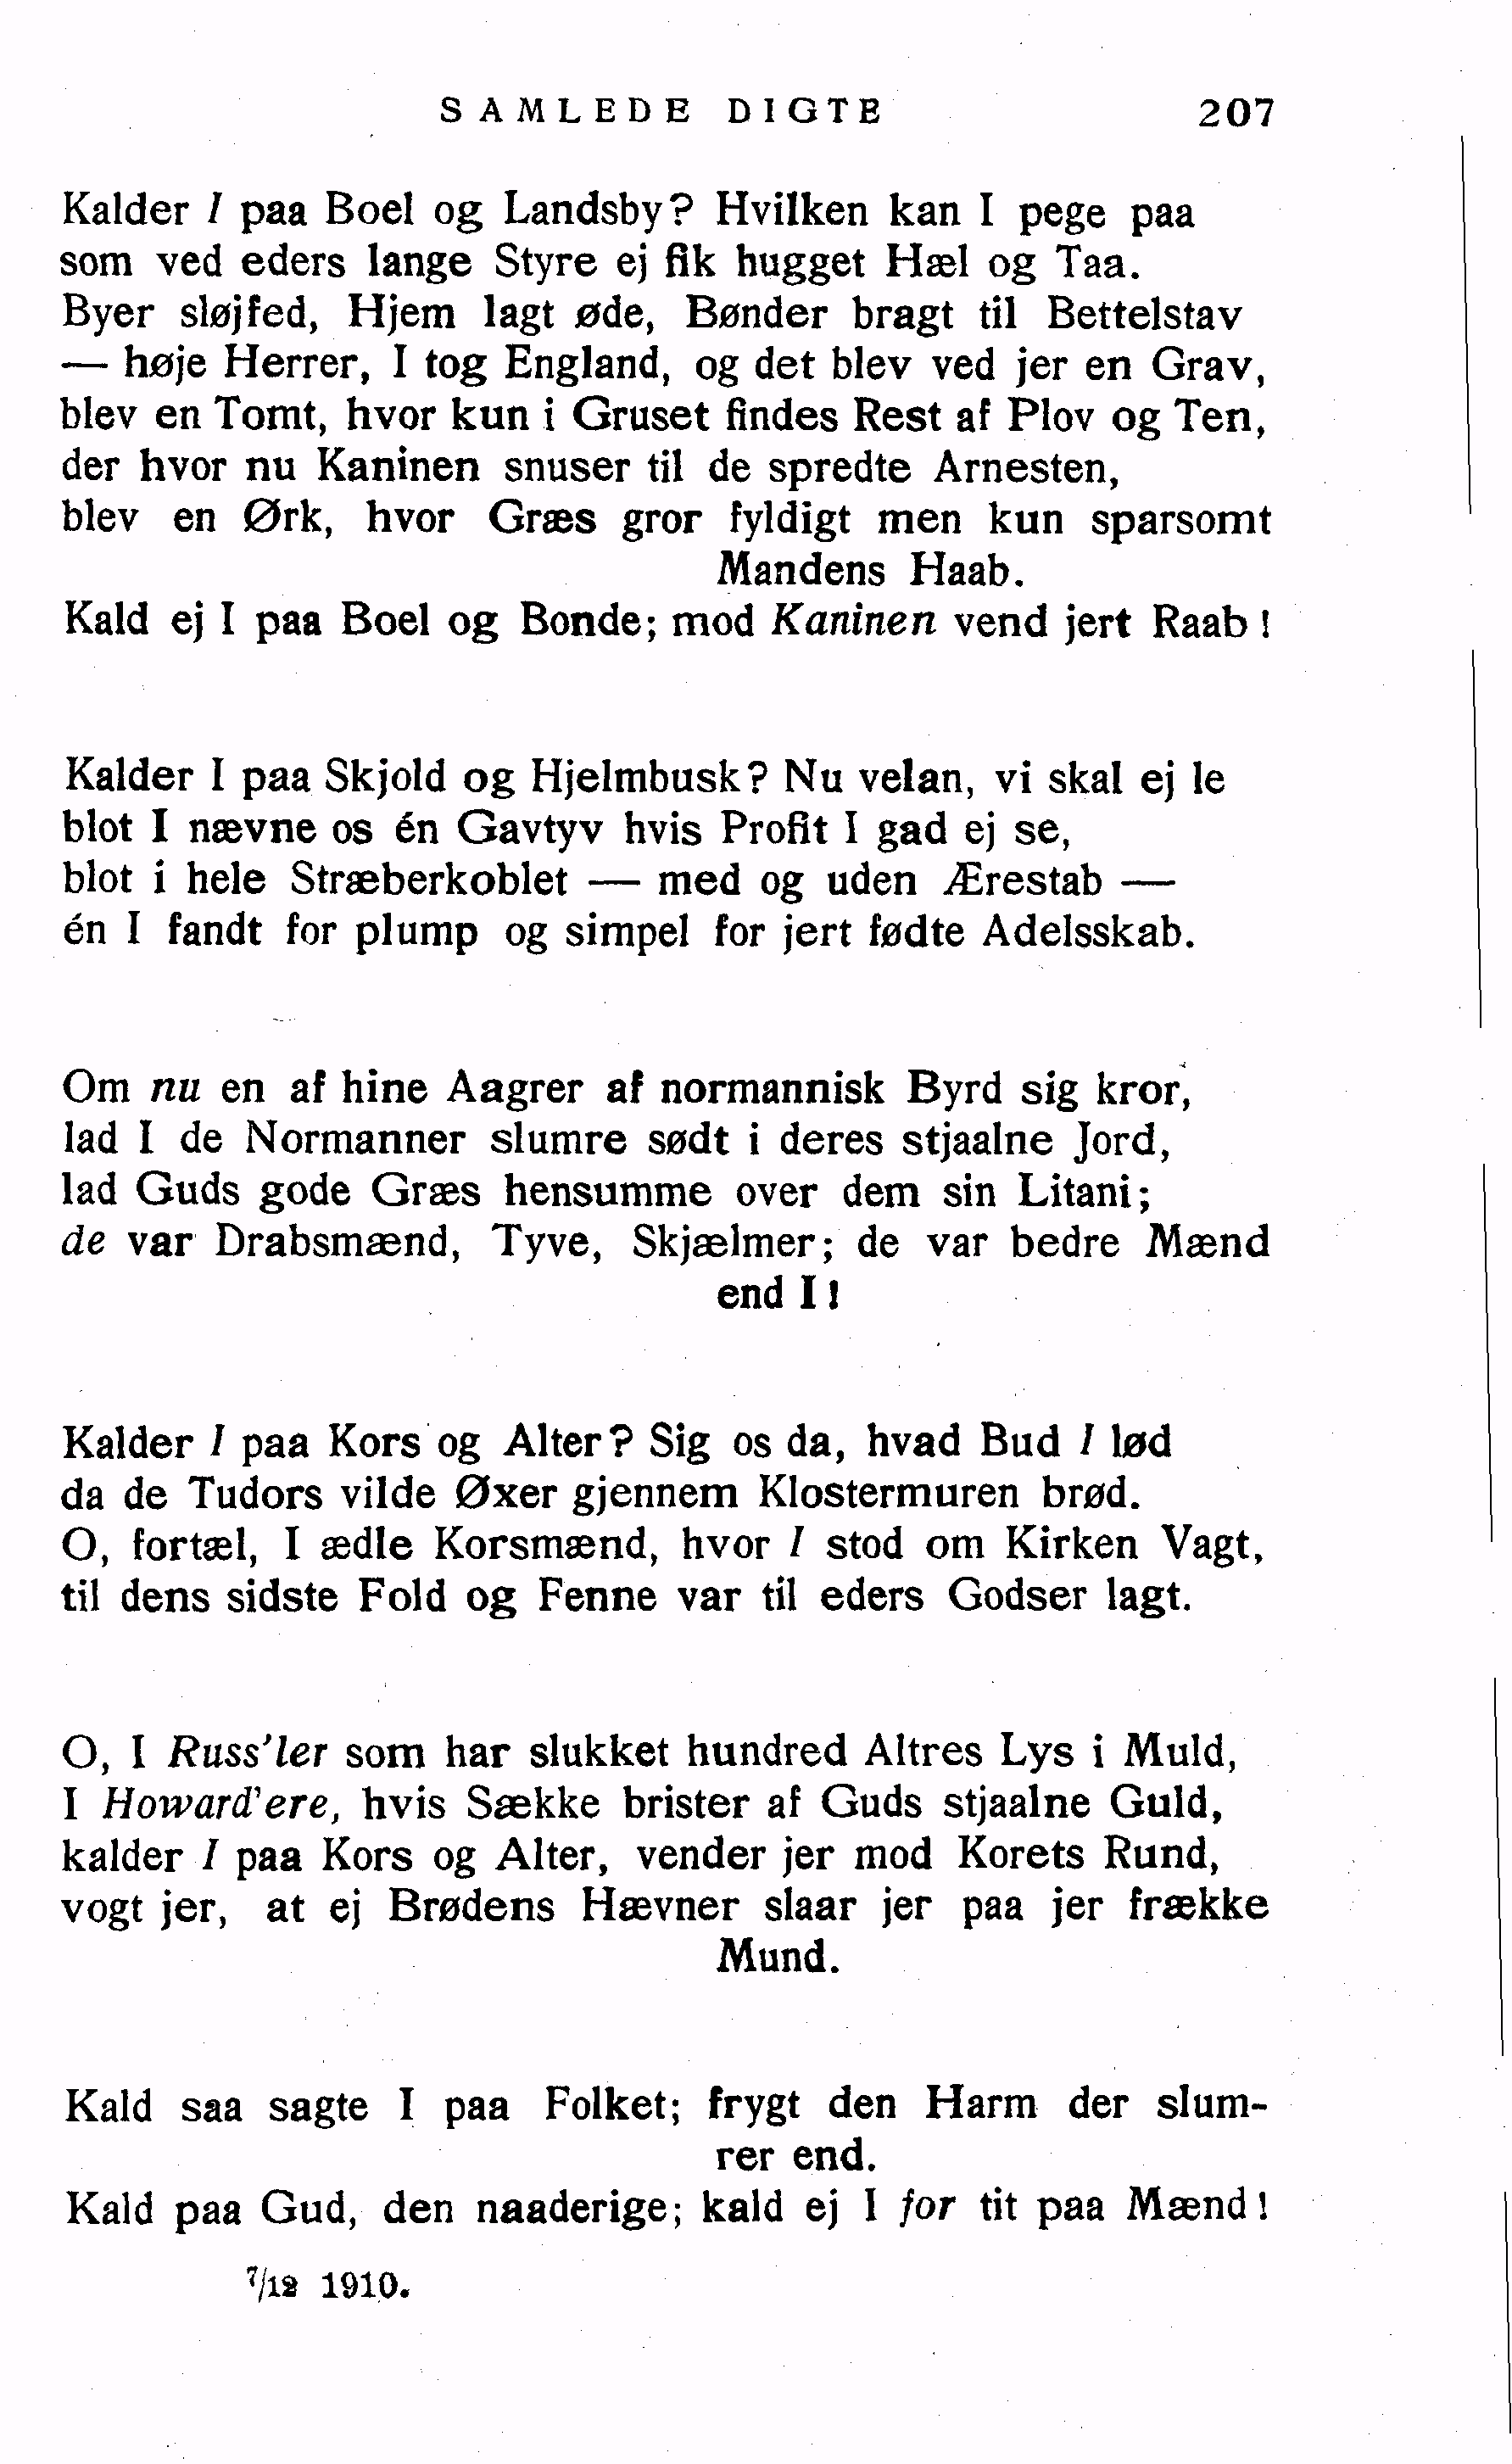 SAMLEDE DIGTE 207
Kalder I paa Boel og Landsby? Hvilken kan I pege paa
som ved eders lange Styre ej fik hugget Hæl og Taa.
Byer sløjfed, Hjem lagt øde, Bønder bragt til Bettelstav
— høje Herrer, I tog England, og det blev ved jer en Grav,
blev en Tomt, hvor kun i Gruset findes Rest af Plov og Ten,
der hvor nu Kaninen snuser til de spredte Arnesten,
blev en Ørk, hvor Græs gror fyldigt men kun sparsomt
Mandens Haab.
Kald ej I paa Boel og Bonde; mod Kaninen vend jert Raab!
Kalder I paa Skjold og Hjelmbusk? Nu velan, vi skal ej le
blot I nævne os én Gavtyv hvis Profit I gad ej se,
blot i hele Stræberkoblet — med og uden Ærestab —
én I fandt for plump og simpel for jert fødte Adelsskab.
Om nu en af hine Aagrer af normannisk Byrd sig kror,
lad I de Normanner slumre sødt i deres stjaalne Jord,
lad Guds gode Græs hensumme over dem sin Litani;
de var Drabsmænd, Tyve, Skjælmer; de var bedre Mænd
end I!
Kalder I paa Kors og Alter? Sig os da, hvad Bud I lød
da de Tudors vilde Øxer gjennem Klostermuren brød.
O, fortæl, I ædle Korsmænd, hvor I stod om Kirken Vagt,
til dens sidste Fold og Fenne var til eders Godser lagt.
O, I Russ'ler som har slukket hundred Altres Lys i Muld,
I Howard'ere, hvis Sække brister af Guds stjaalne Guld,
kalder I paa Kors og Alter, vender jer mod Korets Rund,
vogt jer, at ej Brødens Hævner slaar jer paa jer frække
Mund.
Kald saa sagte I paa Folket; frygt den Harm der slum-
rer end.
Kald paa Gud, den naaderige; kald ej I for tit paa Mænd!
7/12 1910.